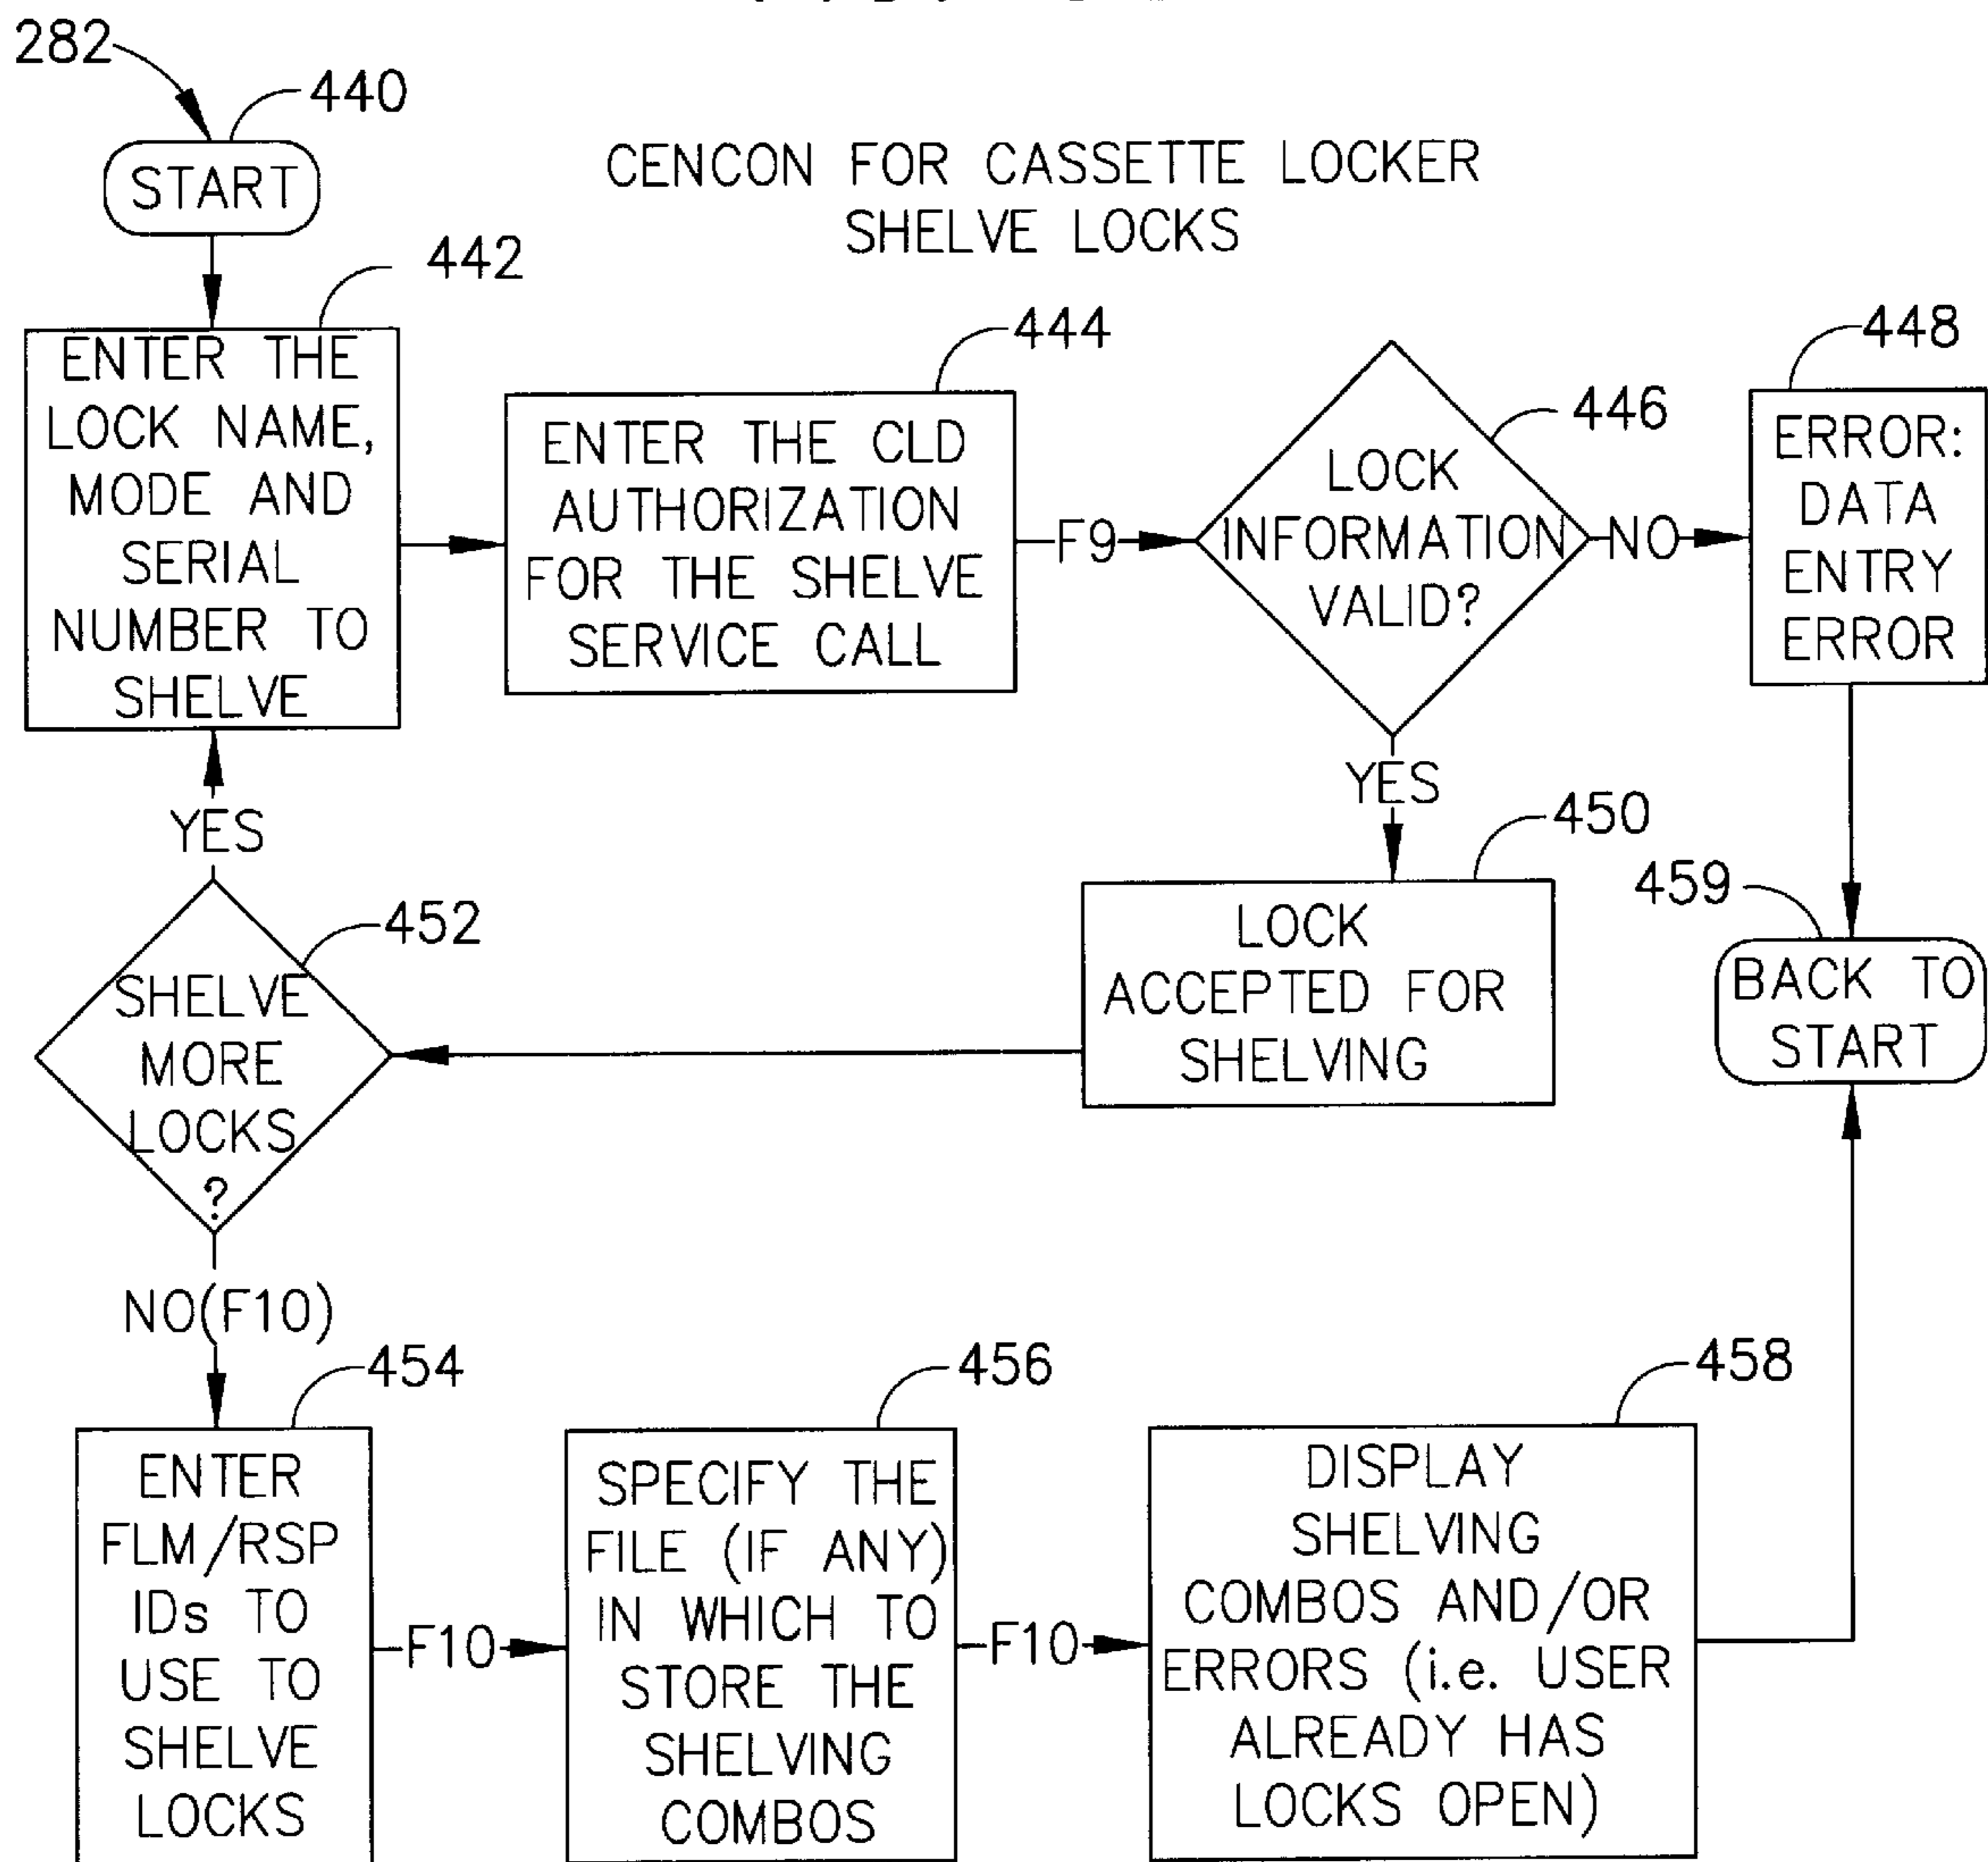 282
440
START
CENCON FOR CASSETTE LOCKER
SHELVE LOCKS
442
ENTER THE
LOCK NAME,
MODE AND
SERIAL
NUMBER TO
SHELVE
444
ENTER THE CLD
AUTHORIZATION
FOR THE SHELVE
SERVICE CALL
F9
446
LOCK
INFORMATION
VALID?
NO
448
ERROR:
DATA
ENTRY
ERROR
YES
450
LOCK
ACCEPTED FOR
SHELVING
459
BACK TO
START
YES
452
SHELVE
MORE
LOCKS
?
NO(F10)
454
ENTER
FLM/RSP
IDs TO
USE TO
SHELVE
LOCKS
F10
456
SPECIFY THE
FILE (IF ANY)
IN WHICH TO
STORE THE
SHELVING
COMBOS
F10
458
DISPLAY
SHELVING
COMBOS AND/OR
ERRORS (i.e. USER
ALREADY HAS
LOCKS OPEN)